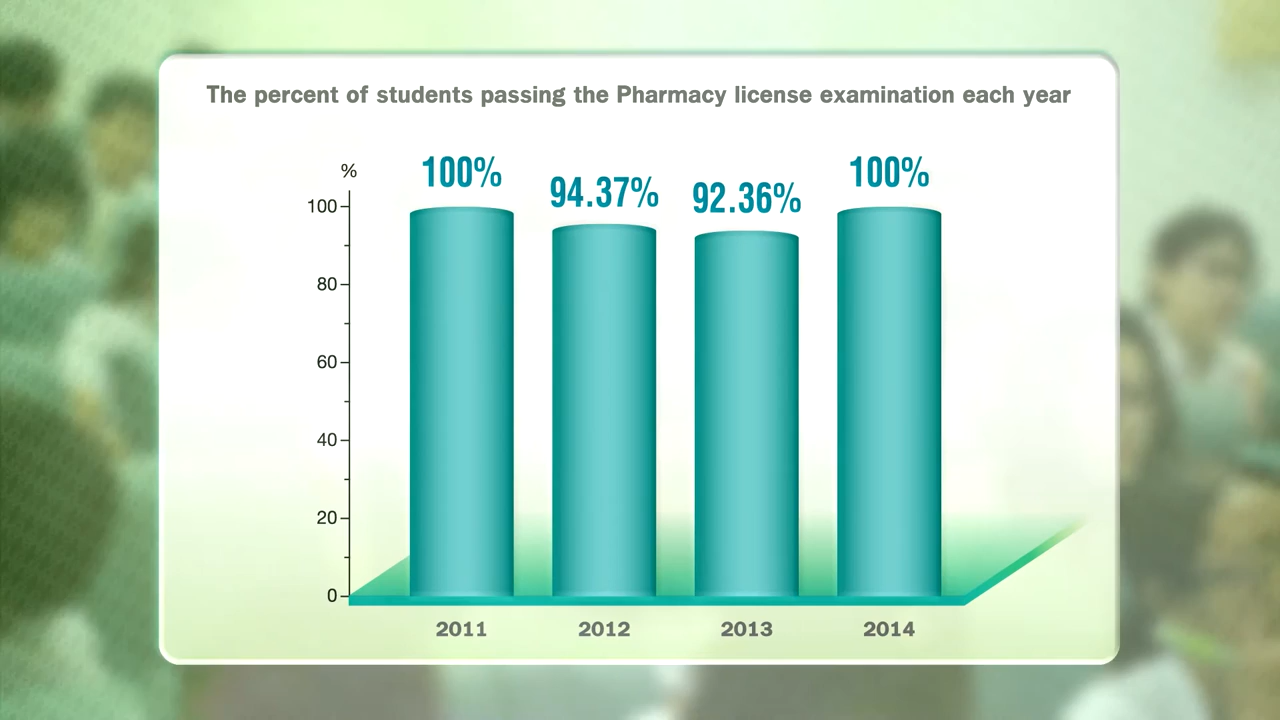 The percent of students passing the Pharmacy license examination each year
%
100% 94.37% 92.36% 100%
100
80
60
40
20
0
2011 2012 2013 2014